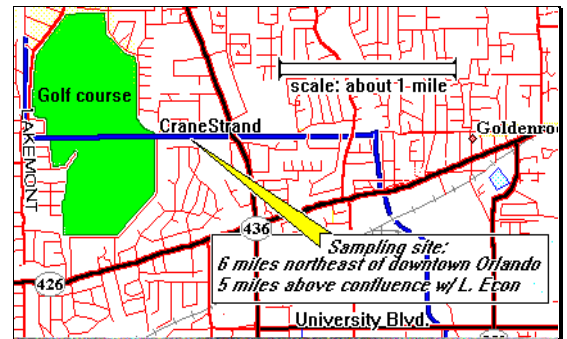 Golf course
scale: about 1 mile
CraneStrand
Goldenro
LAKEMONT
436
Sampling site:
6 miles northeast of downtown Orlando
5 miles above confluence w/ L. Econ
426
University Blvd.